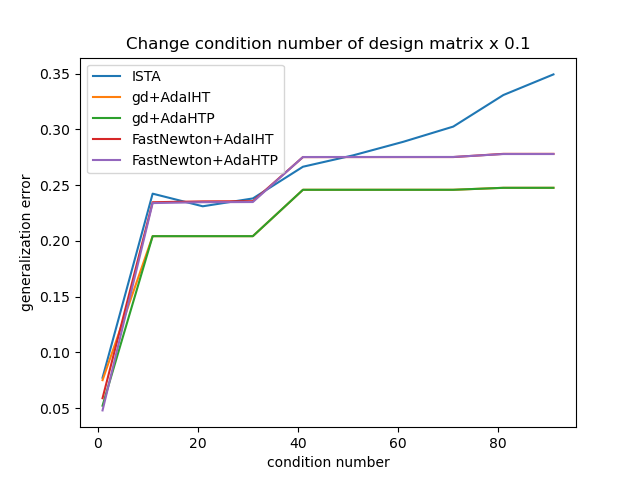 Change condition number of design matrix x 0.1
ISTA
gd+AdaIHT
gd+AdaHTP
FastNewton+AdaIHT
FastNewton+AdaHTP
generalization error
0.35
0.30
0.25
0.20
0.15
0.10
0.05
0 20 40 60 80
condition number